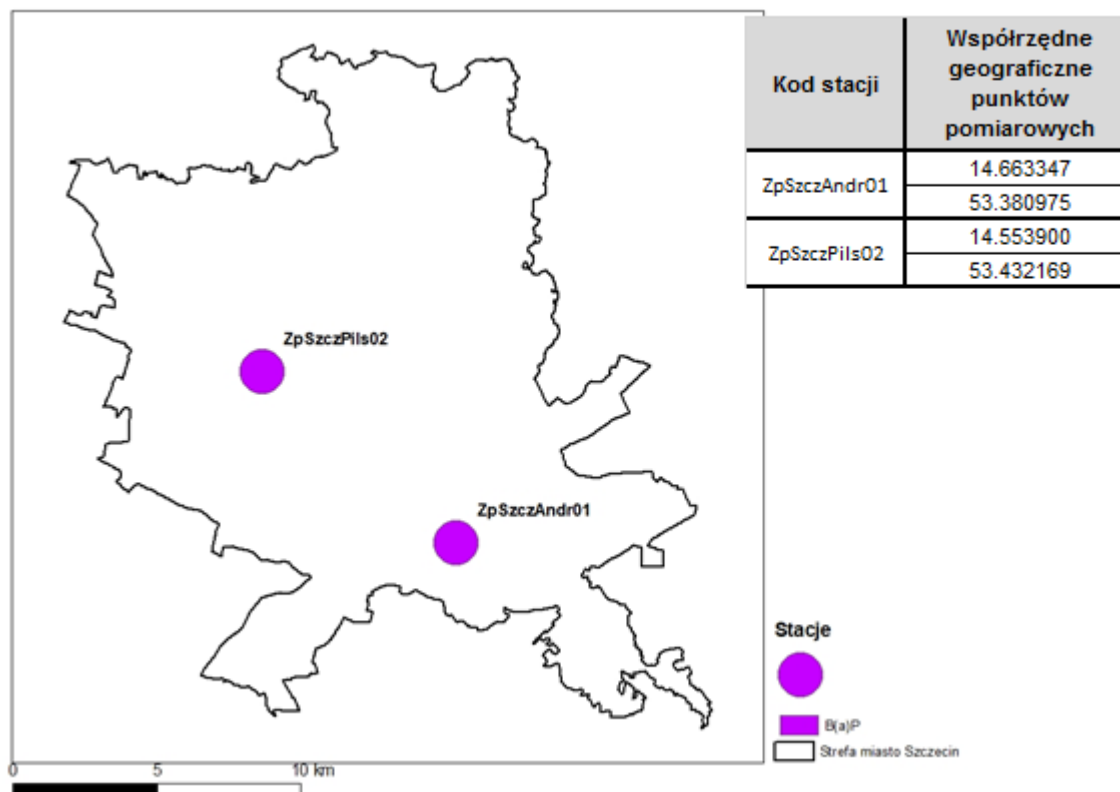 Kod stacji
Współrzędne
geograficzne
punktów
pomiarowych
ZpSzczAndr01
14.663347
53.380975
ZpSzczPils02
14.553900
53.432169
ZpSzczPils02
ZpSzczAndr01
Stacje
B(a)P
Strefa miasto Szczecin
0 5 10 km